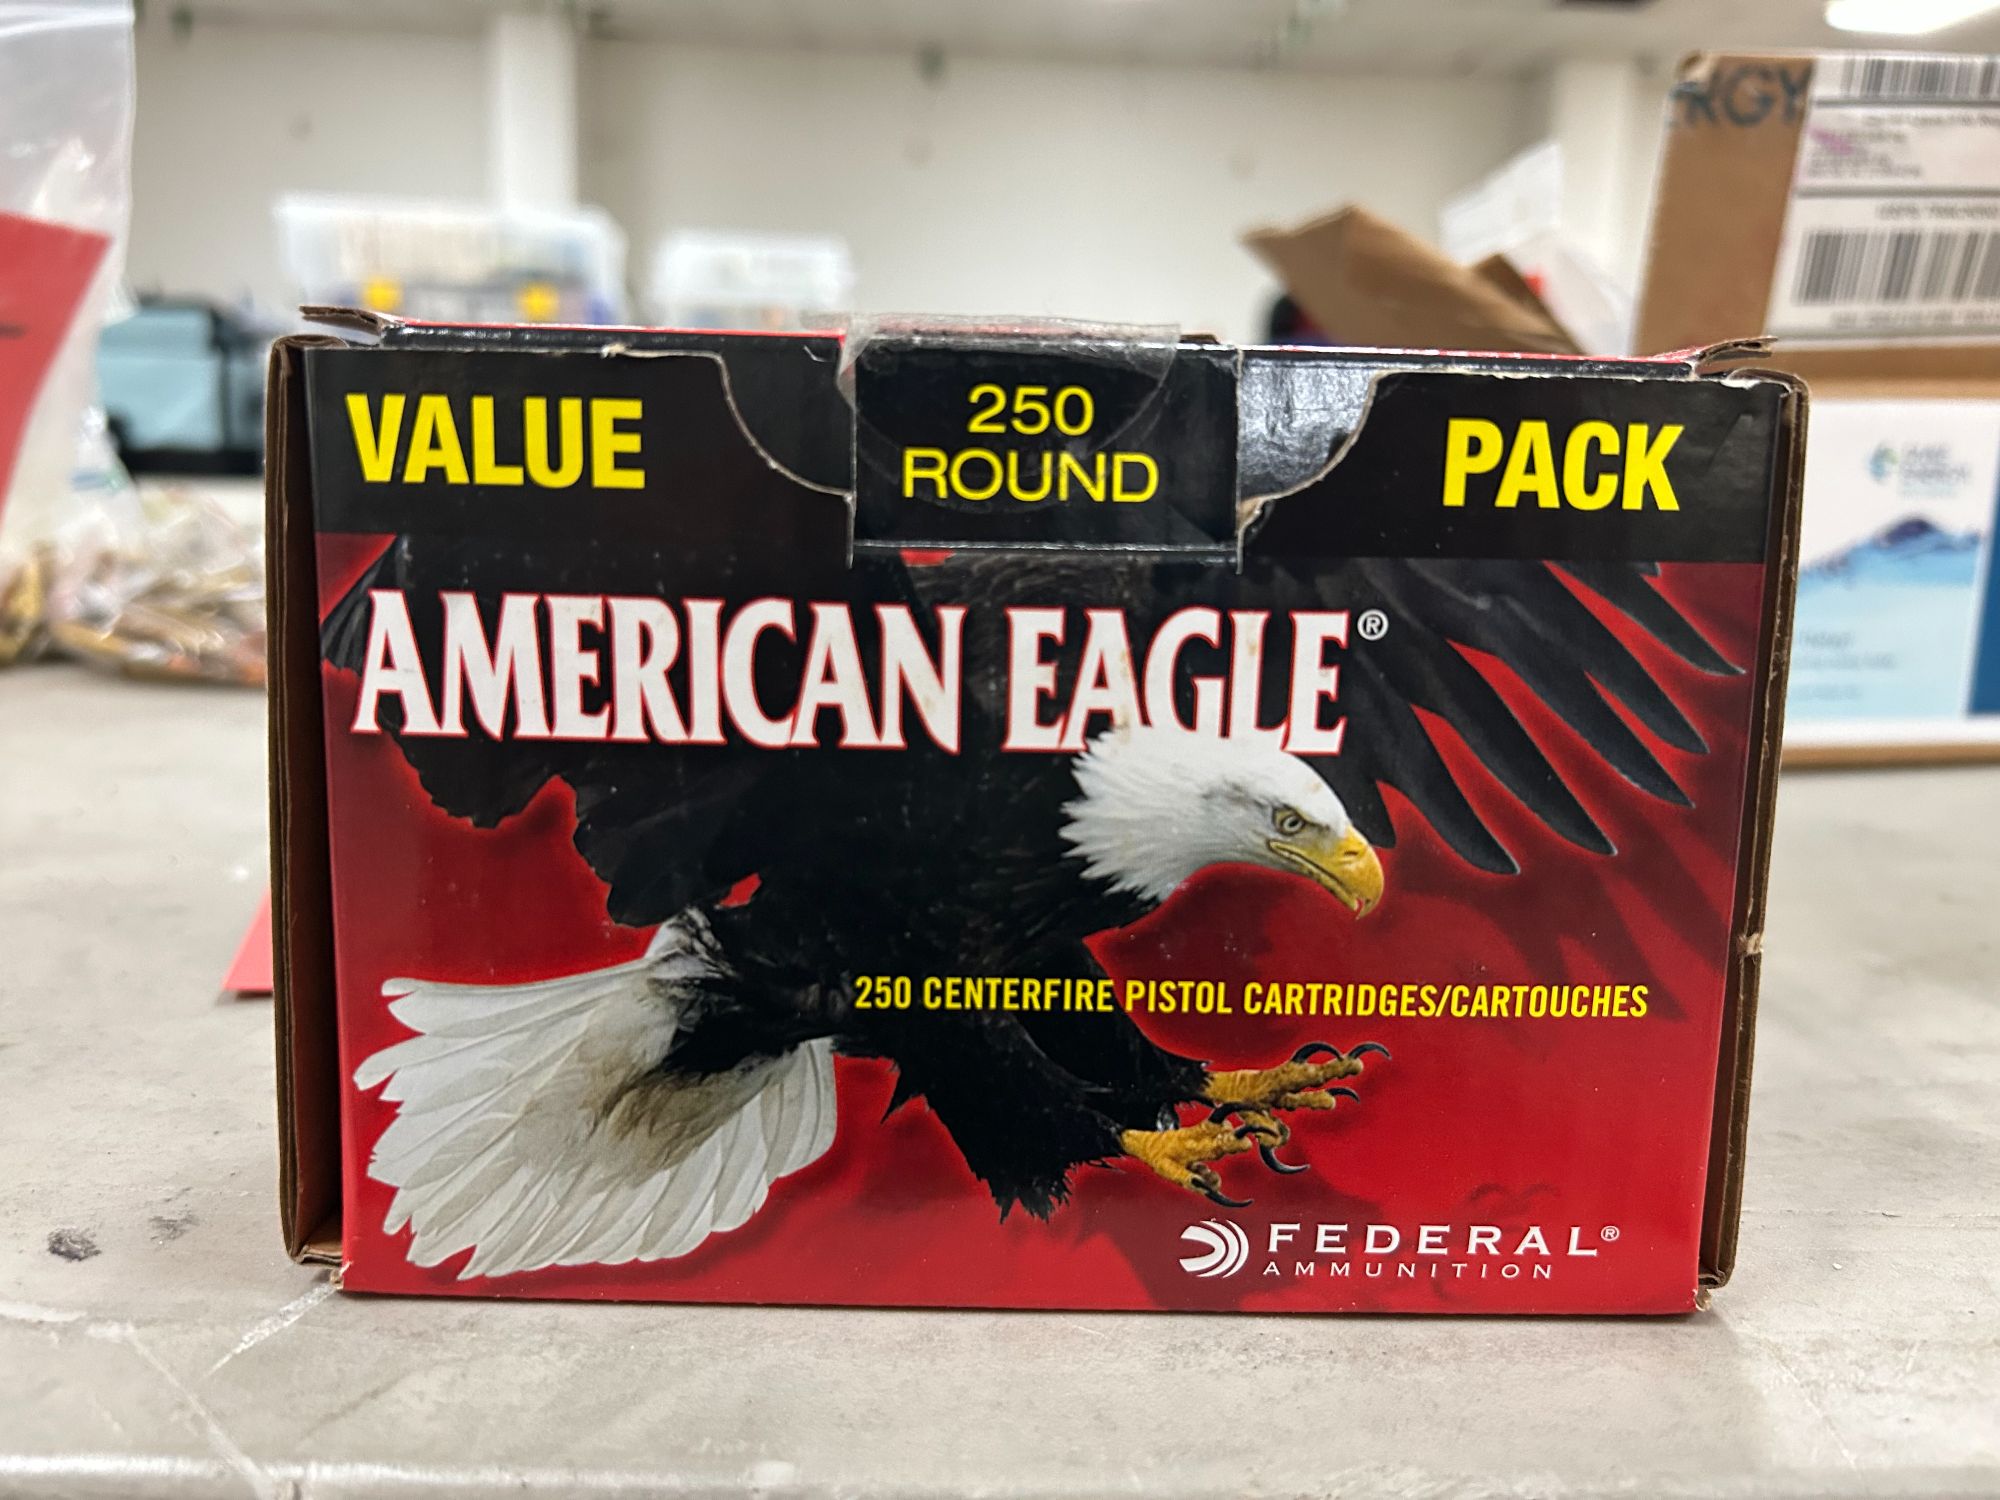 VALUE
250
ROUND
PACK
AMERICAN EAGLE®
250 CENTERFIRE PISTOL CARTRIDGES/CARTOUCHES
FEDERAL®
AMMUNITION